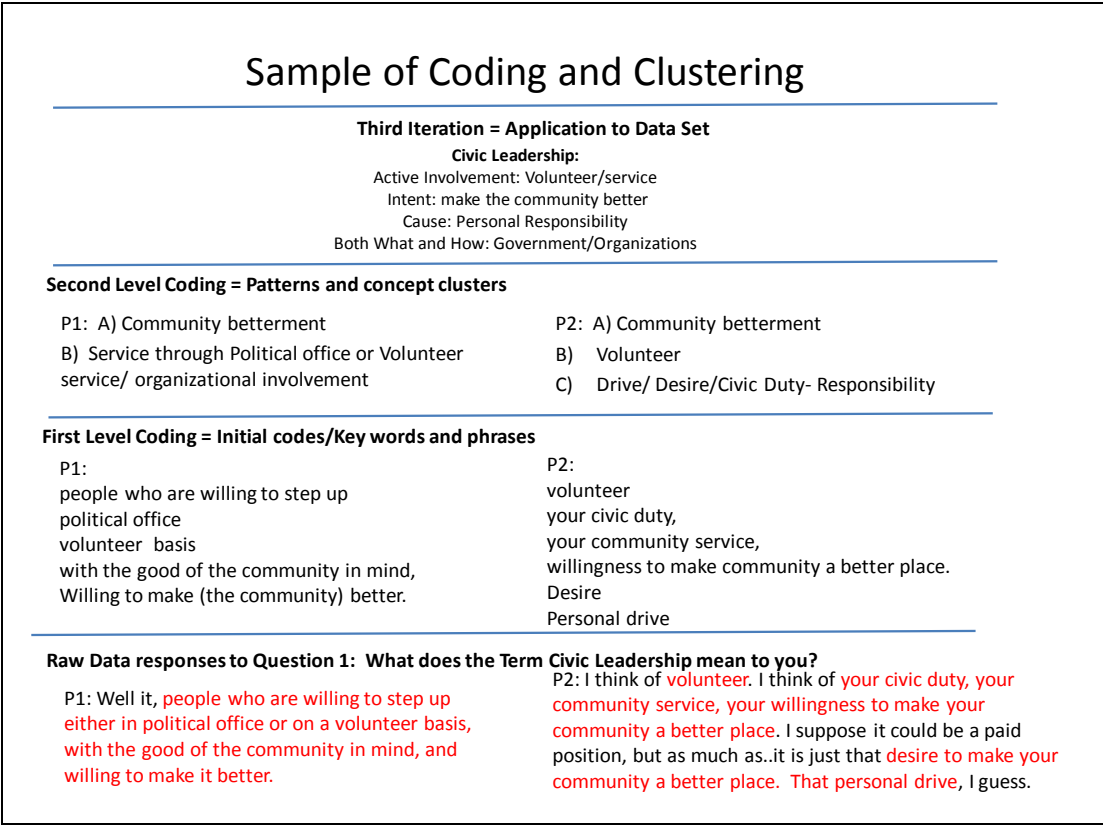 Sample of Coding and Clustering
Third Iteration = Application to Data Set
Civic Leadership:
Active Involvement: Volunteer/service
Intent: make the community better
Cause: Personal Responsibility
Both What and How: Government/Organizations
Second Level Coding = Patterns and concept clusters
P1:  A) Community betterment
B)  Service through Political office or Volunteer
service/ organizational involvement
P2:  A) Community betterment
B)    Volunteer
C)    Drive/ Desire/Civic Duty- Responsibility
First Level Coding = Initial codes/Key words and phrases
P1:
people who are willing to step up
political office
volunteer  basis
with the good of the community in mind,
Willing to make (the community) better.
P2:
volunteer
your civic duty,
your community service,
willingness to make community a better place.
Desire
Personal drive
Raw Data responses to Question 1:  What does the Term Civic Leadership mean to you?
P1: Well it, people who are willing to step up
either in political office or on a volunteer basis,
with the good of the community in mind, and
willing to make it better.
P2: I think of volunteer. I think of your civic duty, your
community service, your willingness to make your
community a better place. I suppose it could be a paid
position, but as much as..it is just that desire to make your
community a better place.  That personal drive, I guess.